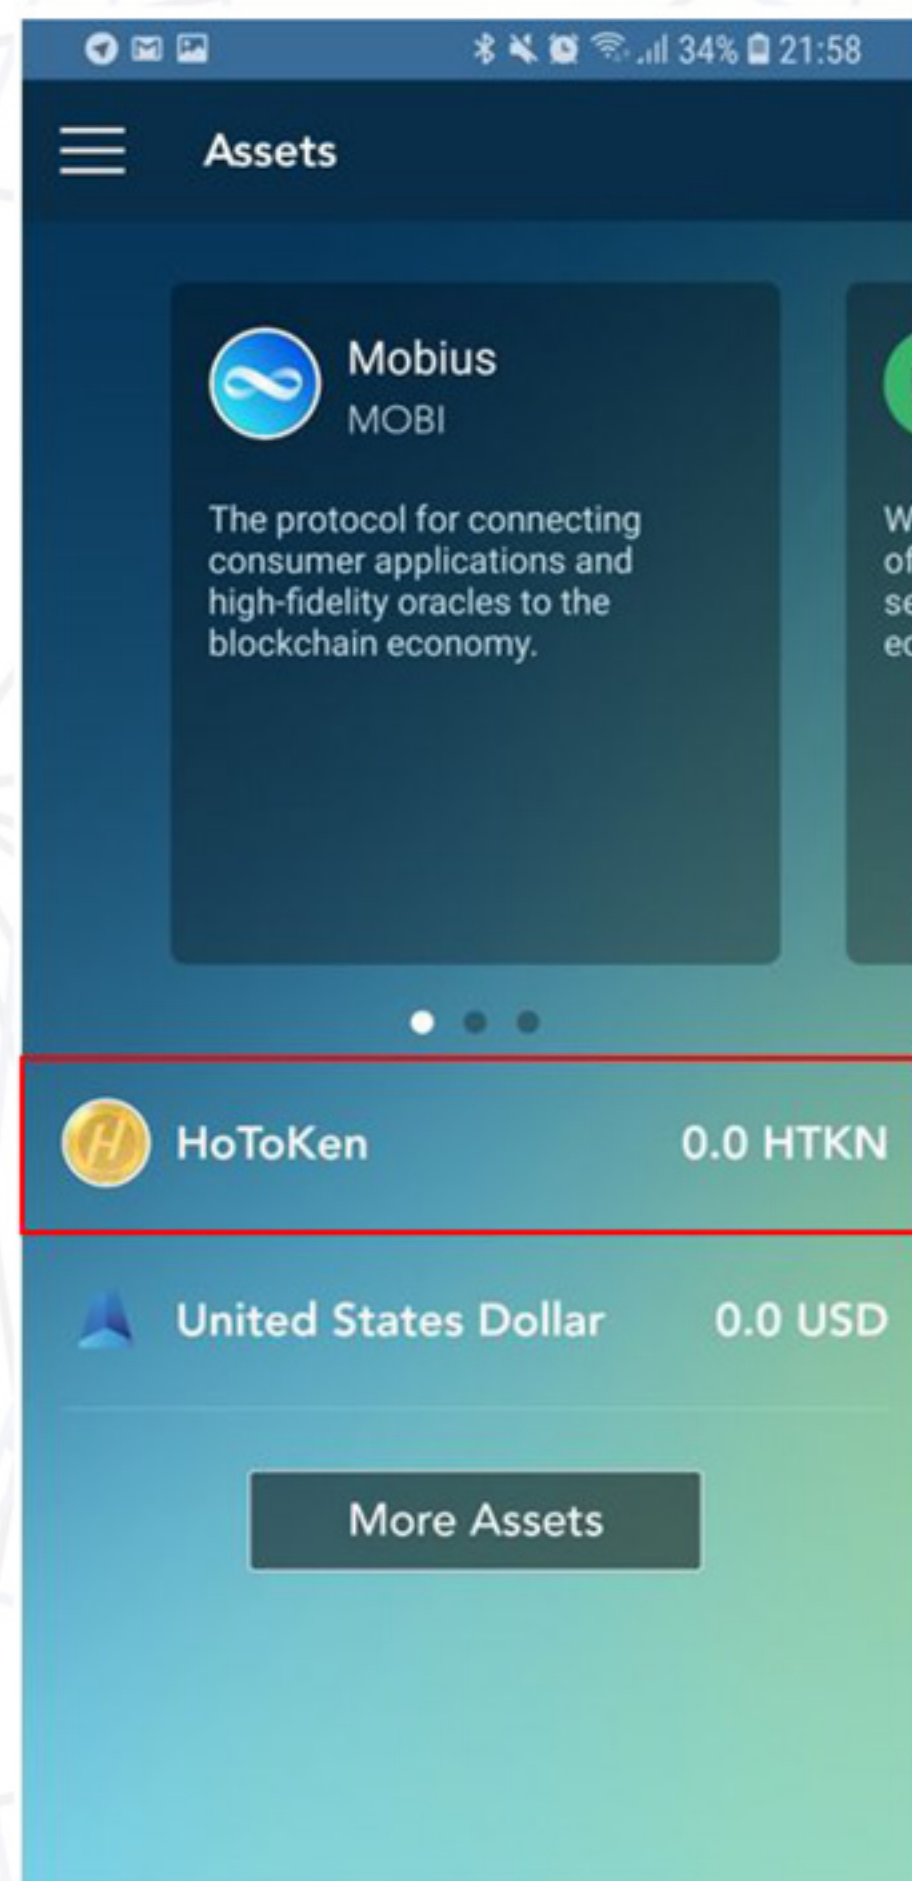 34% 21:58
Assets
Mobius
MOBI
The protocol for connecting
consumer applications and
high-fidelity oracles to the
blockchain economy.
HoToKen 0.0 HTKN
United States Dollar 0.0 USD
More Assets